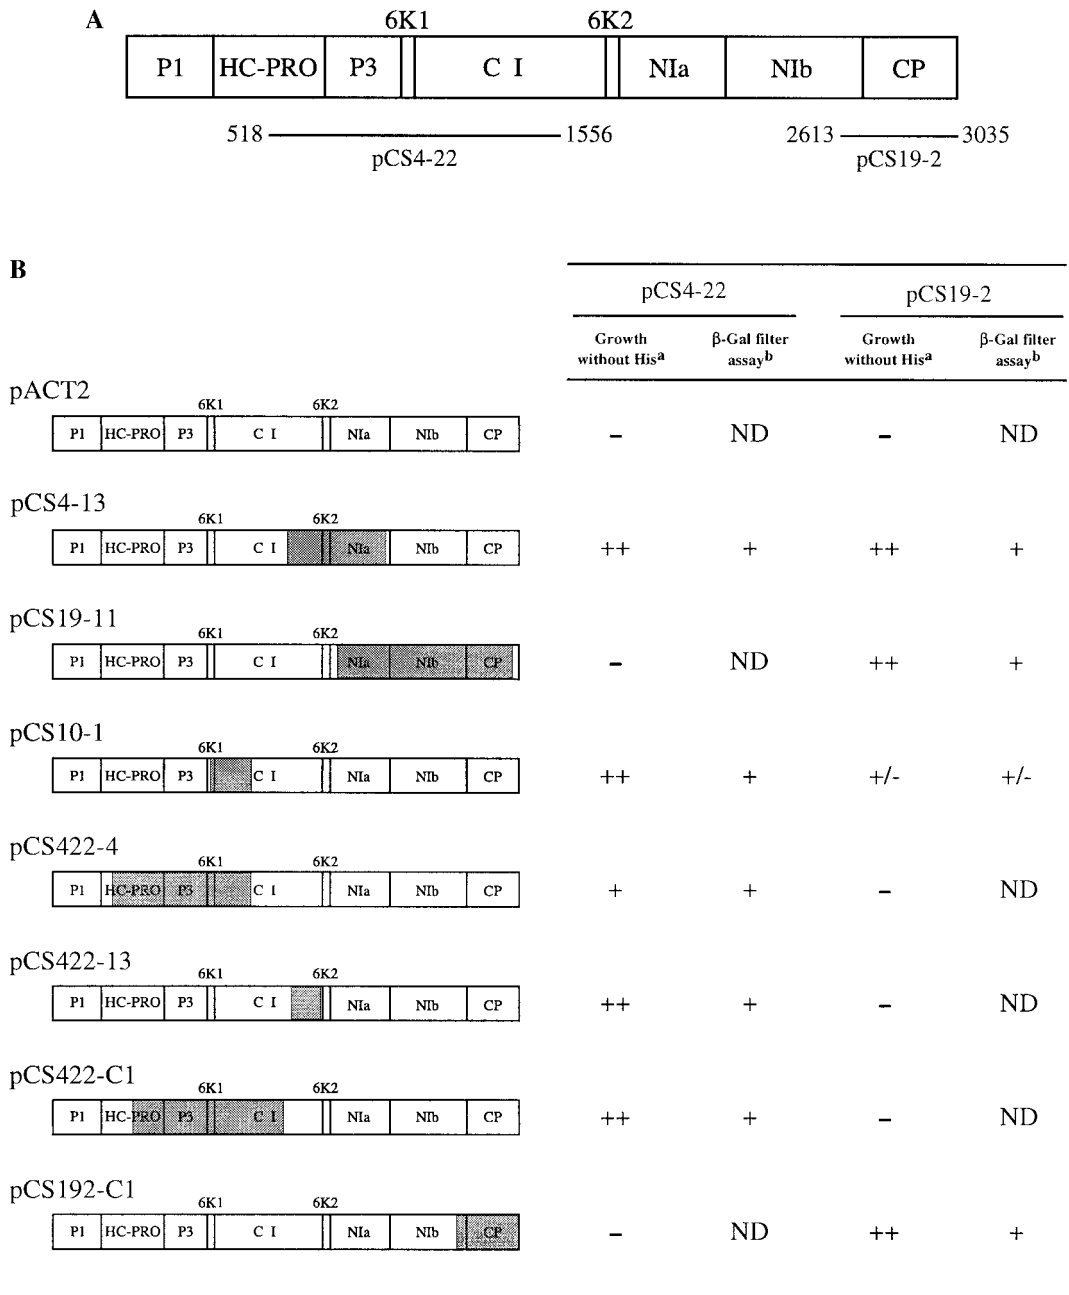 A
6K1 6K2
P1 HC-PRO P3 C I NIa NIb CP
518 1556 2613 3035
pCS4-22 pCS19-2
B
pCS4-22 pCS19-2
Growth without His^a β-Gal filter assay^b Growth without His^a β-Gal filter assay^b
pACT2
6K1 6K2
P1 HC-PRO P3 C I NIa NIb CP – ND – ND
pCS4-13
6K1 6K2
P1 HC-PRO P3 C I NIa NIb CP ++ + ++ +
pCS19-11
6K1 6K2
P1 HC-PRO P3 C I NIa NIb CP – ND ++ +
pCS10-1
6K1 6K2
P1 HC-PRO P3 C I NIa NIb CP ++ + +/- +/-
pCS422-4
6K1 6K2
P1 HC-PRO P3 C I NIa NIb CP + + – ND
pCS422-13
6K1 6K2
P1 HC-PRO P3 C I NIa NIb CP ++ + – ND
pCS422-C1
6K1 6K2
P1 HC-PRO P3 C I NIa NIb CP ++ + – ND
pCS192-C1
6K1 6K2
P1 HC-PRO P3 C I NIa NIb CP – ND ++ +